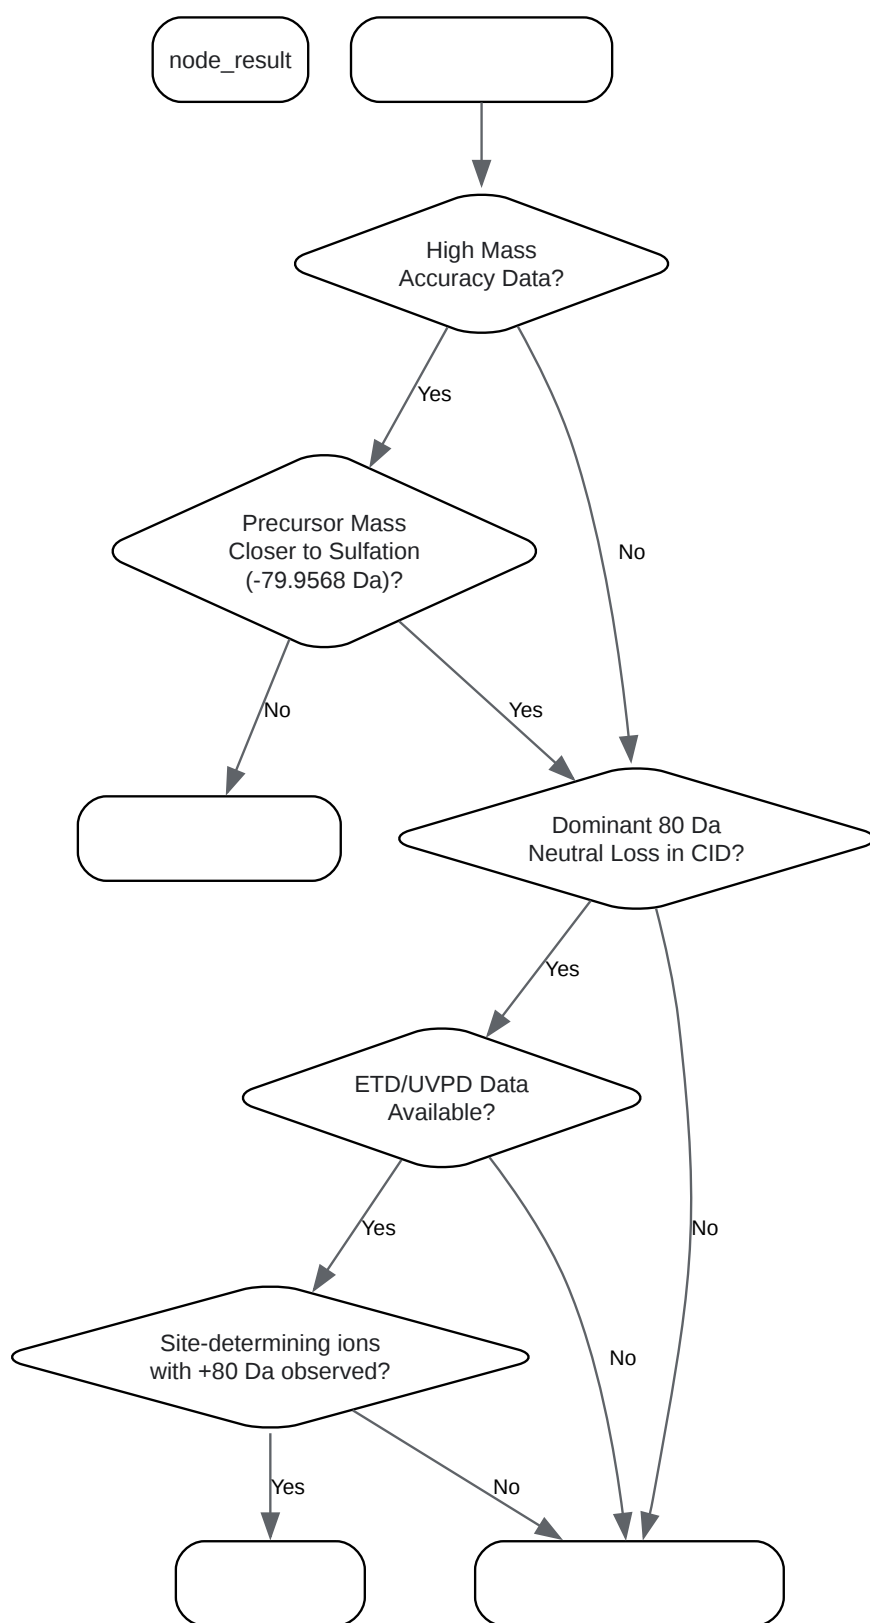 node_result
High Mass
Accuracy Data?
Yes
No
Precursor Mass
Closer to Sulfation
(-79.9568 Da)?
No
Yes
Dominant 80 Da
Neutral Loss in CID?
Yes
No
ETD/UVPD Data
Available?
Yes
No
Site-determining ions
with +80 Da observed?
Yes
No